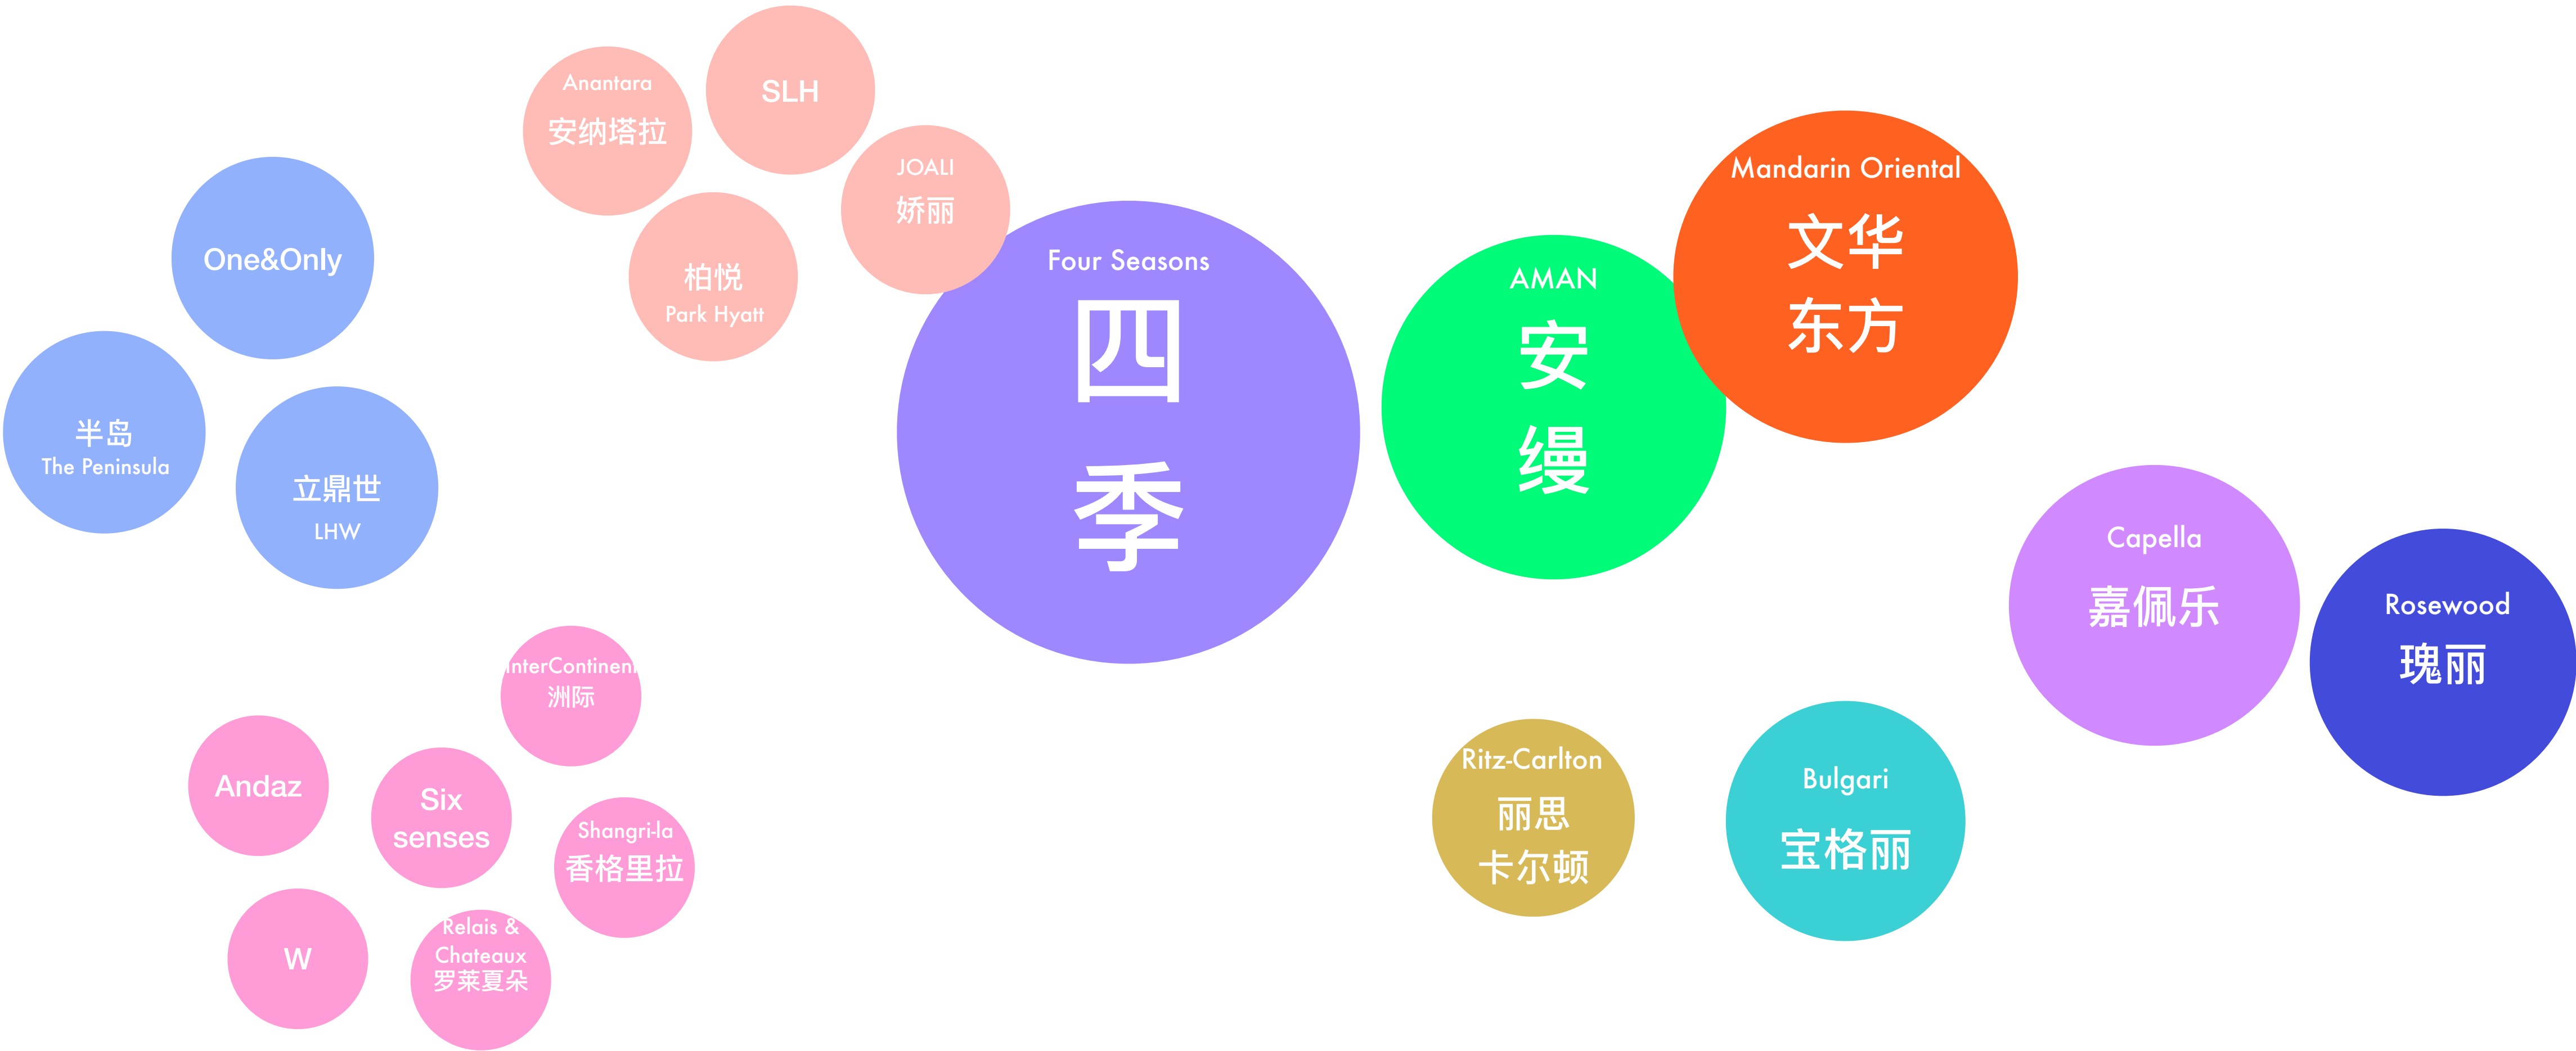 Anantara
安纳塔拉
SLH
JOALI
娇丽
柏悦
Park Hyatt
One&Only
半岛
The Peninsula
立鼎世
LHW
Four Seasons
四
季
AMAN
安
缦
Mandarin Oriental
文华
东方
Capella
嘉佩乐
Rosewood
瑰丽
InterContinen
洲际
Andaz
Six
senses
Shangri-la
香格里拉
W
Relais &
Chateaux
罗莱夏朵
Ritz-Carlton
丽思
卡尔顿
Bulgari
宝格丽